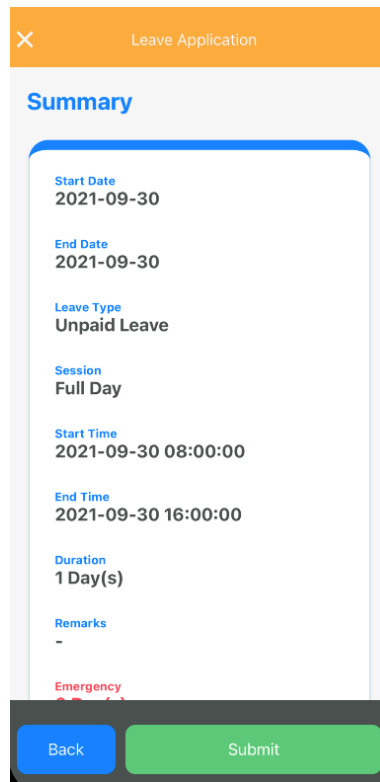 Leave Application
Summary
Start Date
2021-09-30
End Date
2021-09-30
Leave Type
Unpaid Leave
Session
Full Day
Start Time
2021-09-30 08:00:00
End Time
2021-09-30 16:00:00
Duration
1 Day(s)
Remarks
-
Emergency
Back Submit